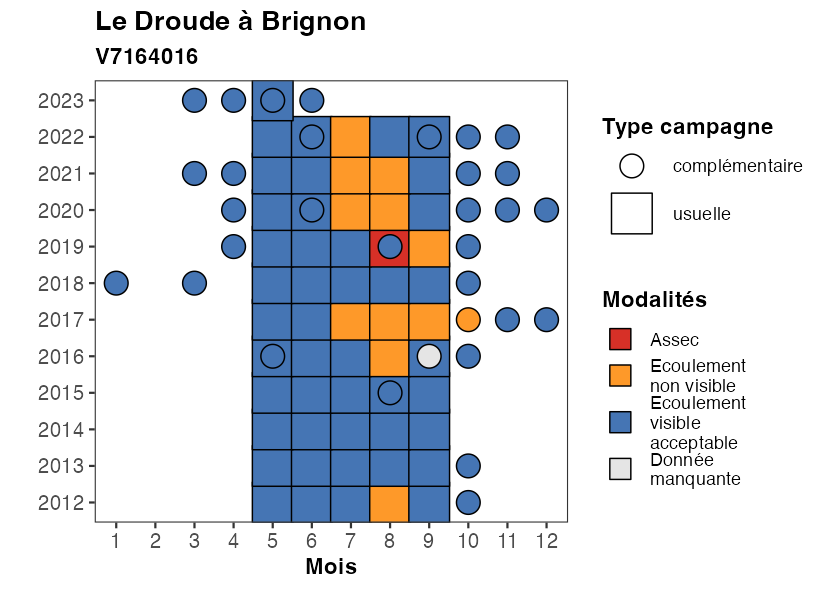 Le Droude à Brignon
V7164016
2023
2022
2021
2020
2019
2018
2017
2016
2015
2014
2013
2012
1 2 3 4 5 6 7 8 9 10 11 12
Mois
Type campagne
complémentaire
usuelle
Modalités
Assec
Ecoulement
non visible
Ecoulement
visible
acceptable
Donnée
manquante